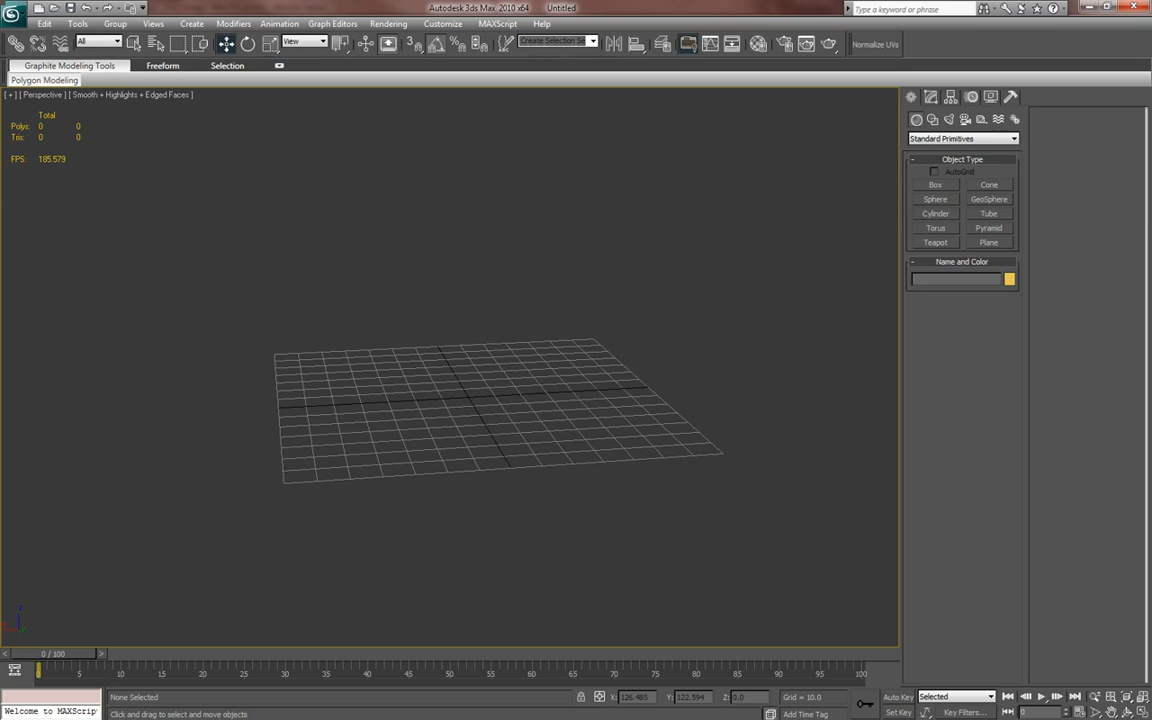 Autodesk 3ds Max 2010 x64 Untitled
Type a keyword or phrase
Edit Tools Group Views Create Modifiers Animation Graph Editors Rendering Customize MAXScript Help
All View 3 Create Selection Se Normalize UVs
Graphite Modeling Tools Freeform Selection
Polygon Modeling
[ + ] [ Perspective ] [ Smooth + Highlights + Edged Faces ]
Total
Polys: 0 0
Tris: 0 0
FPS: 185.579
Standard Primitives
- Object Type
AutoGrid
Box Cone
Sphere GeoSphere
Cylinder Tube
Torus Pyramid
Teapot Plane
- Name and Color
z
x
y
< 0 / 100 >
0 5 10 15 20 25 30 35 40 45 50 55 60 65 70 75 80 85 90 95 100
None Selected X: 126.485 Y: 122.594 Z: 0.0 Grid = 10.0 Auto Key Selected
Welcome to MAXScrip Click and drag to select and move objects Add Time Tag Set Key Key Filters... 0